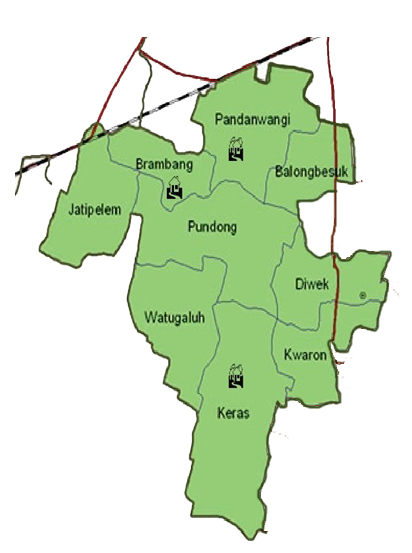 Pandanwangi
Brambang
Balongbesuk
Jatipelem
Pundong
Diwek
Watugaluh
Kwaron
Keras